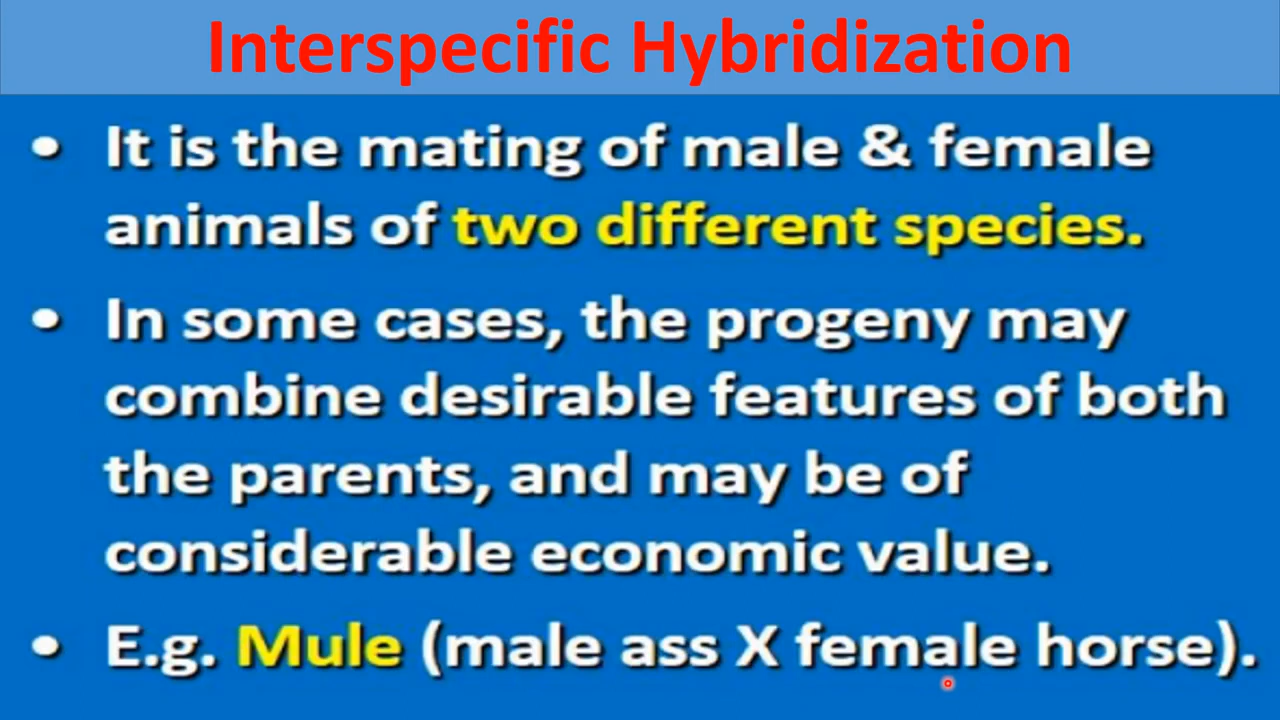 Interspecific Hybridization
• It is the mating of male & female
animals of two different species.
• In some cases, the progeny may
combine desirable features of both
the parents, and may be of
considerable economic value.
• E.g. Mule (male ass X female horse).